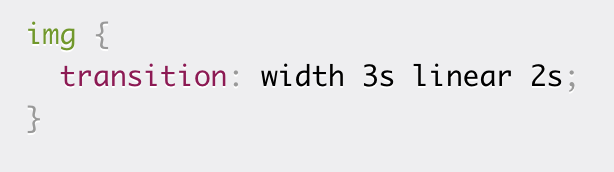 img {
  transition: width 3s linear 2s;
}